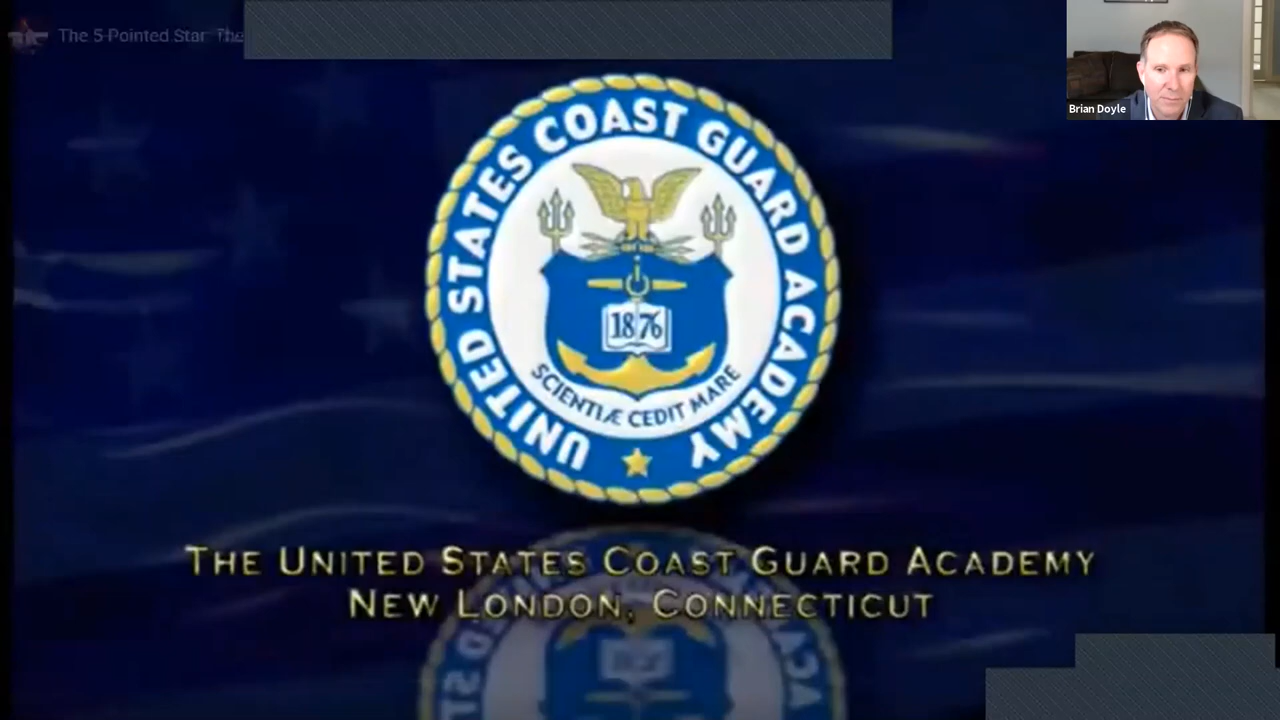 The 5-Pointed Star: The
Brian Doyle
UNITED STATES COAST GUARD ACADEMY
1876
SCIENTIÆ CEDIT MARE
THE UNITED STATES COAST GUARD ACADEMY
NEW LONDON, CONNECTICUT